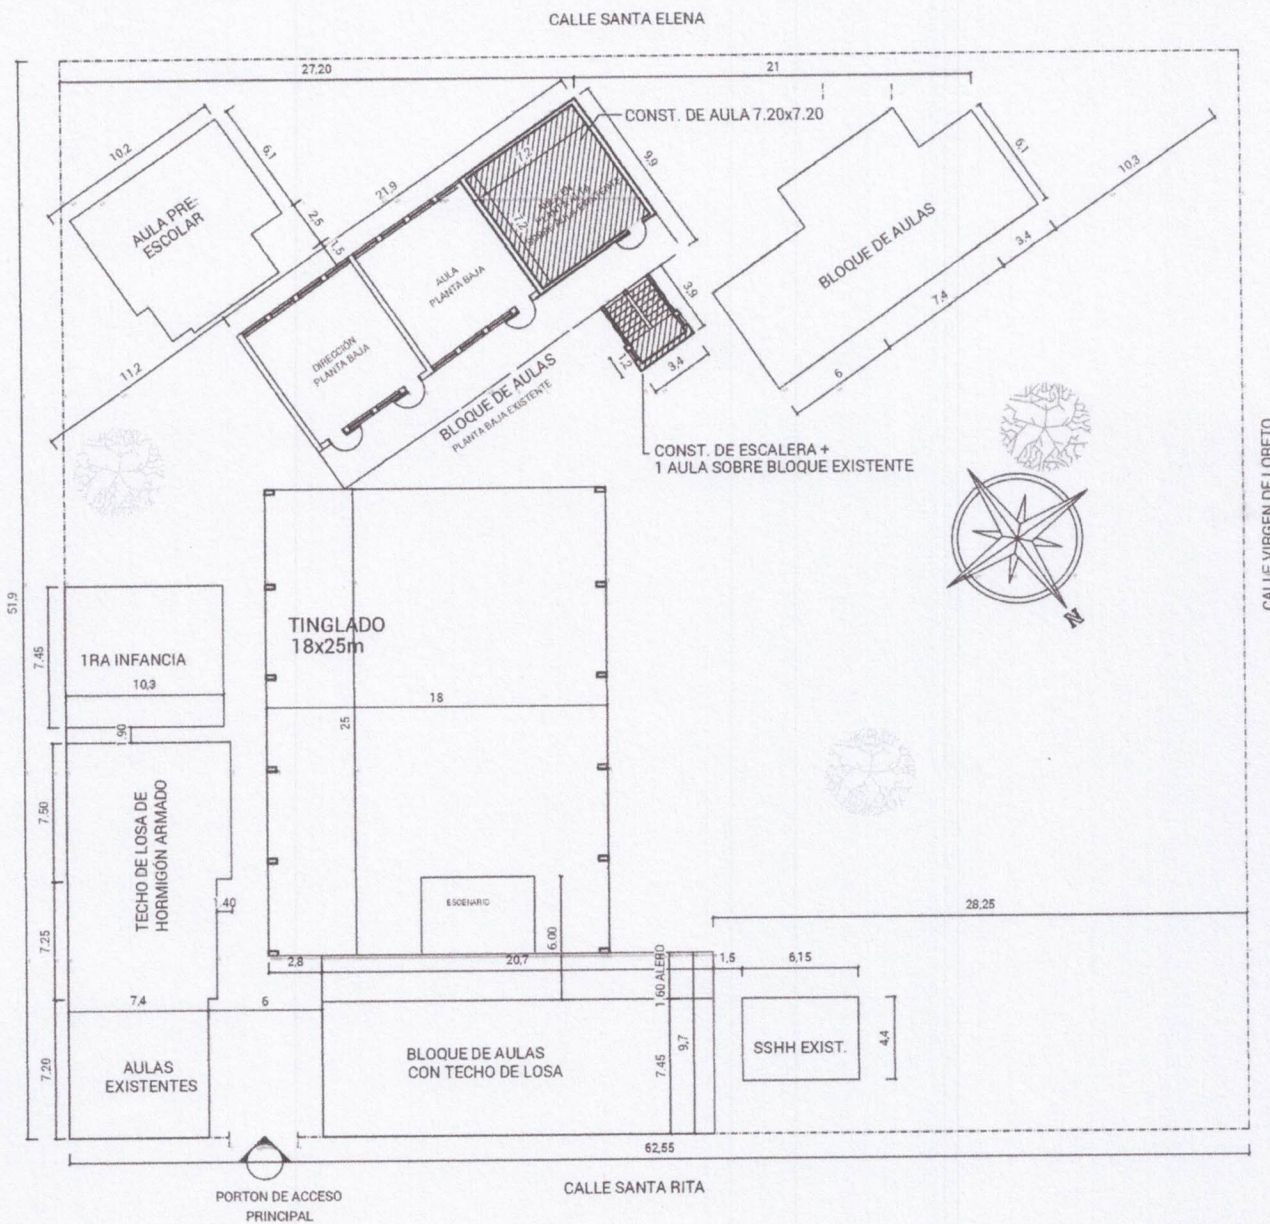 CALLE SANTA ELENA
27,20
21
CONST. DE AULA 7.20x7.20
10,2
6,1
9,9
6,1
10,3
7,2
21,9
AULA PRE-
ESCOLAR
2,5
1,5
7,2
BLOQUE DE AULAS
3,4
AULA
PLANTA BAJA
7,4
3,9
DIRECCIÓN
PLANTA BAJA
11,2
1,2
3,4
6
BLOQUE DE AULAS
PLANTA BAJA EXISTENTE
CONST. DE ESCALERA +
1 AULA SOBRE BLOQUE EXISTENTE
CALLE VIRGEN DE LORETO
N
51,9
7.45
TINGLADO
18x25m
1RA INFANCIA
10,3
18
25
1.90
7.60
TECHO DE LOSA DE
HORMIGÓN ARMADO
1.40
ESCENARIO
6.00
28,25
7.25
2,8
20,7
1.60 ALERO
1,5
6,15
7,4
6
7.20
AULAS
EXISTENTES
BLOQUE DE AULAS
CON TECHO DE LOSA
7.45
9,7
SSHH EXIST.
4,4
62,55
PORTON DE ACCESO
PRINCIPAL
CALLE SANTA RITA